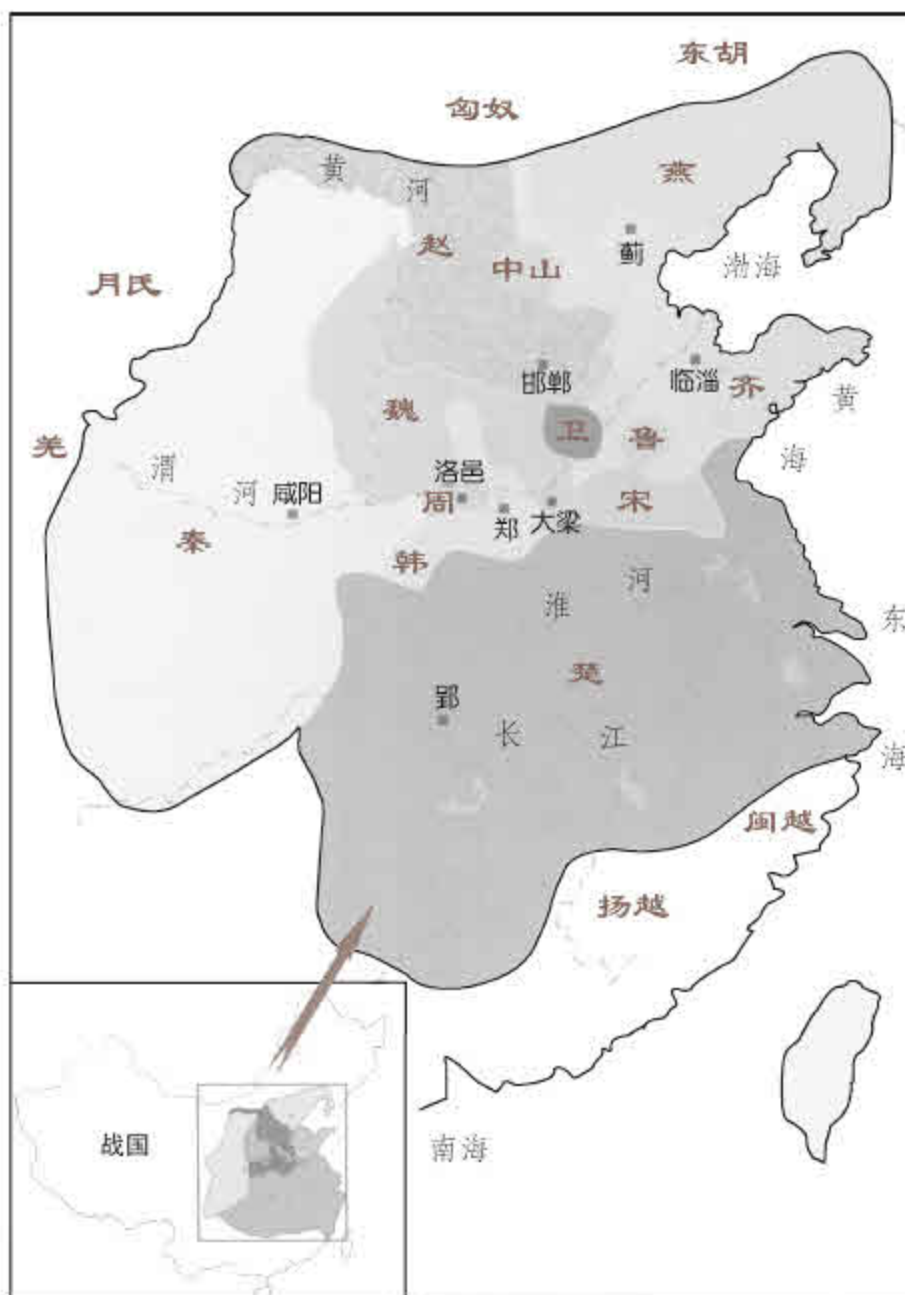 东胡
匈奴
黄河
燕
赵
蓟
中山
渤海
月氏
邯郸
临淄
齐
黄海
魏
卫
鲁
羌
渭河
咸阳
洛邑
周
郑
大梁
宋
秦
韩
淮河
东海
楚
郢
长江
闽越
扬越
南海
战国